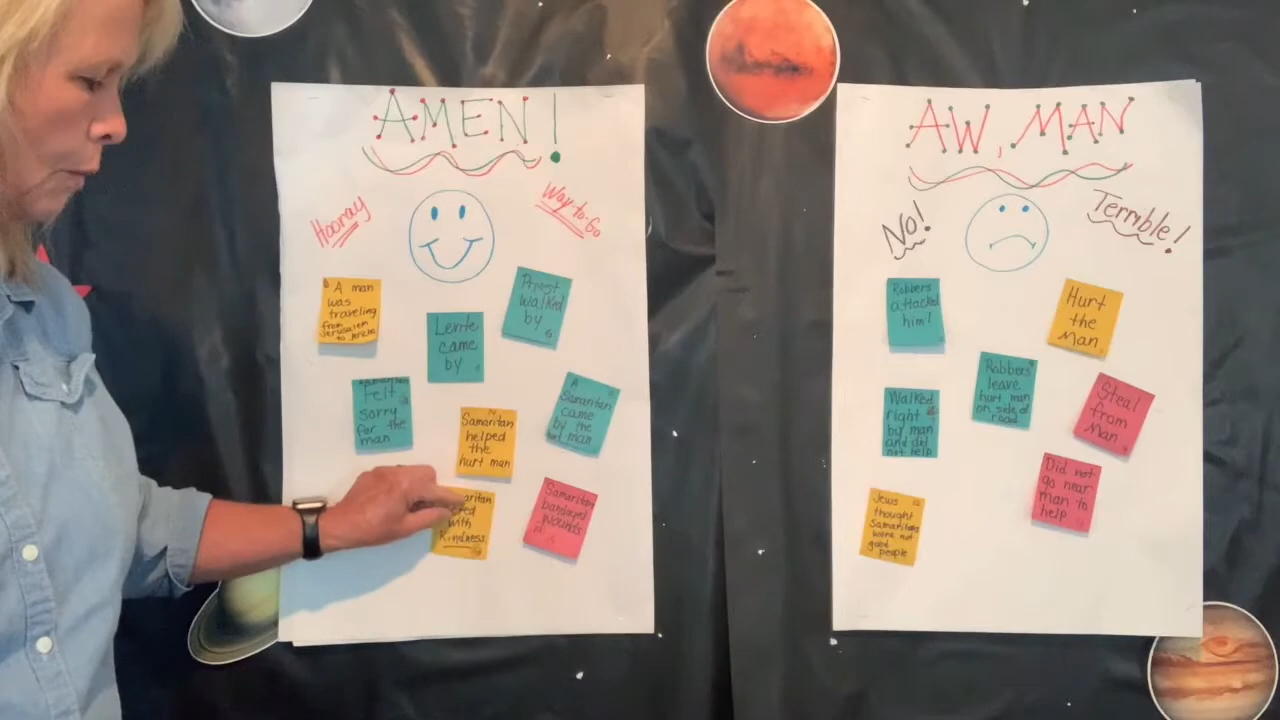 AMEN!
Hooray
Way-to-Go
A man
was
traveling
from
Jerusalem
to Jericho
Levite
came
by
Priest
walked
by
Samaritan
Felt
sorry
for the
man
Samaritan
helped
the
hurt man
A
Samaritan
came
by the
hurt man
with
Kindness
Samaritan
bandaged
wounds
AW, MAN
No!
Terrible!
Robbers
attacked
him!
Hurt
the
Man
Walked
right
by man
and did
not help
Robbers
leave
hurt man
on side of
road
Steal
from
Man
Did not
go near
man to
help
Jews
thought
Samaritans
were not
good
people